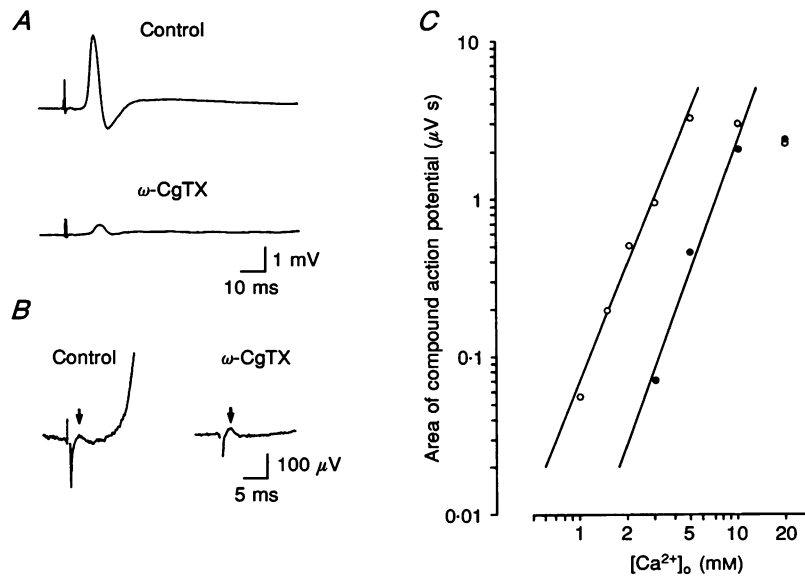 A
Control
ω-CgTX
1 mV
10 ms
B
Control
ω-CgTX
100 μV
5 ms
C
Area of compound action potential (μV s)
10
1
0·1
0·01
1
2
5
10
20
[Ca²⁺]ₒ (mM)